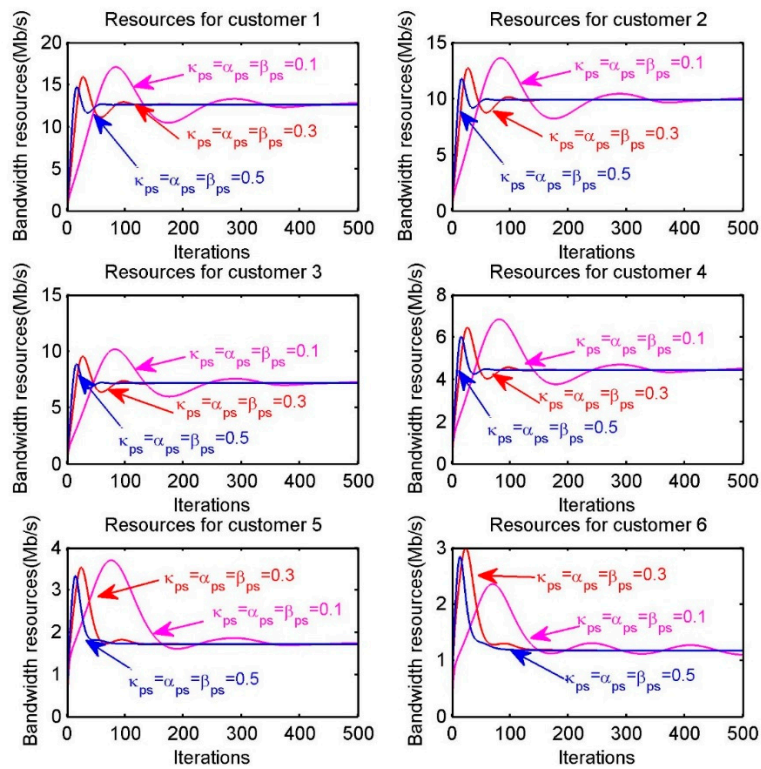 Resources for customer 1
Bandwidth resources(Mb/s)
20
15
10
5
0
κps=αps=βps=0.1
κps=αps=βps=0.3
κps=αps=βps=0.5
0 100 200 300 400 500
Iterations
Resources for customer 2
Bandwidth resources(Mb/s)
15
10
5
0
κps=αps=βps=0.1
κps=αps=βps=0.3
κps=αps=βps=0.5
0 100 200 300 400 500
Iterations
Resources for customer 3
Bandwidth resources(Mb/s)
15
10
5
0
κps=αps=βps=0.1
κps=αps=βps=0.3
κps=αps=βps=0.5
0 100 200 300 400 500
Iterations
Resources for customer 4
Bandwidth resources(Mb/s)
8
6
4
2
0
κps=αps=βps=0.1
κps=αps=βps=0.3
κps=αps=βps=0.5
0 100 200 300 400 500
Iterations
Resources for customer 5
Bandwidth resources(Mb/s)
4
3
2
1
0
κps=αps=βps=0.3
κps=αps=βps=0.1
κps=αps=βps=0.5
0 100 200 300 400 500
Iterations
Resources for customer 6
Bandwidth resources(Mb/s)
3
2
1
0
κps=αps=βps=0.3
κps=αps=βps=0.1
κps=αps=βps=0.5
0 100 200 300 400 500
Iterations